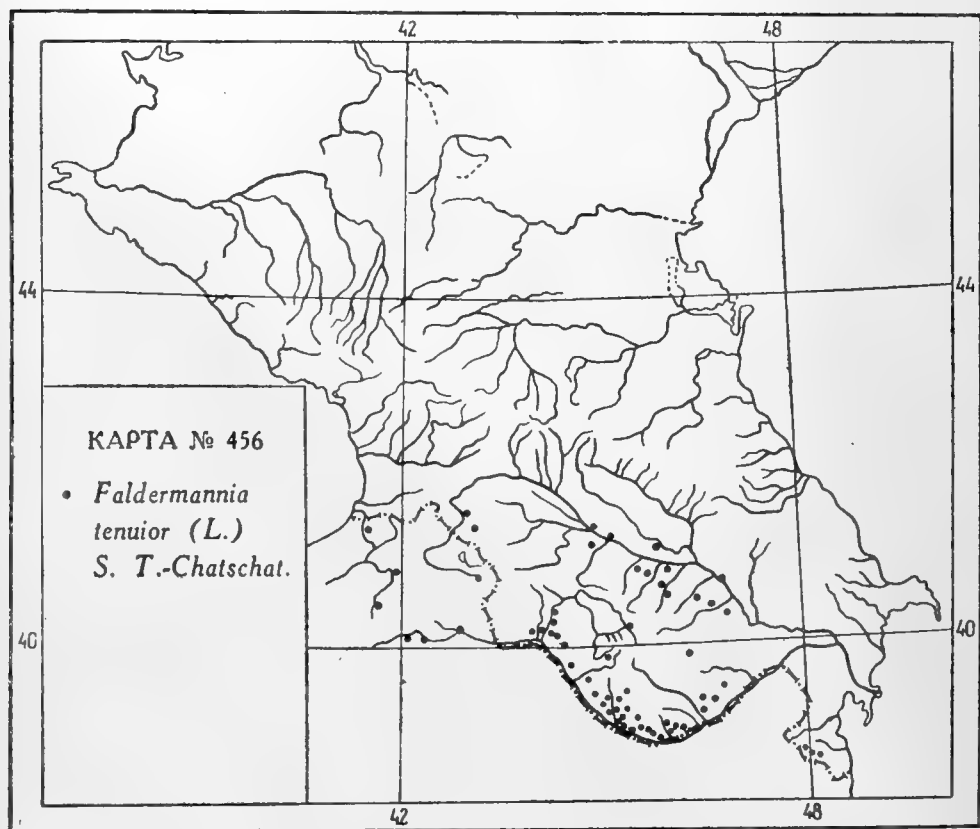 42 48
44 44
КАРТА № 456
• Faldermannia
tenuior (L.)
S. T.-Chatschat.
40 40
42 48